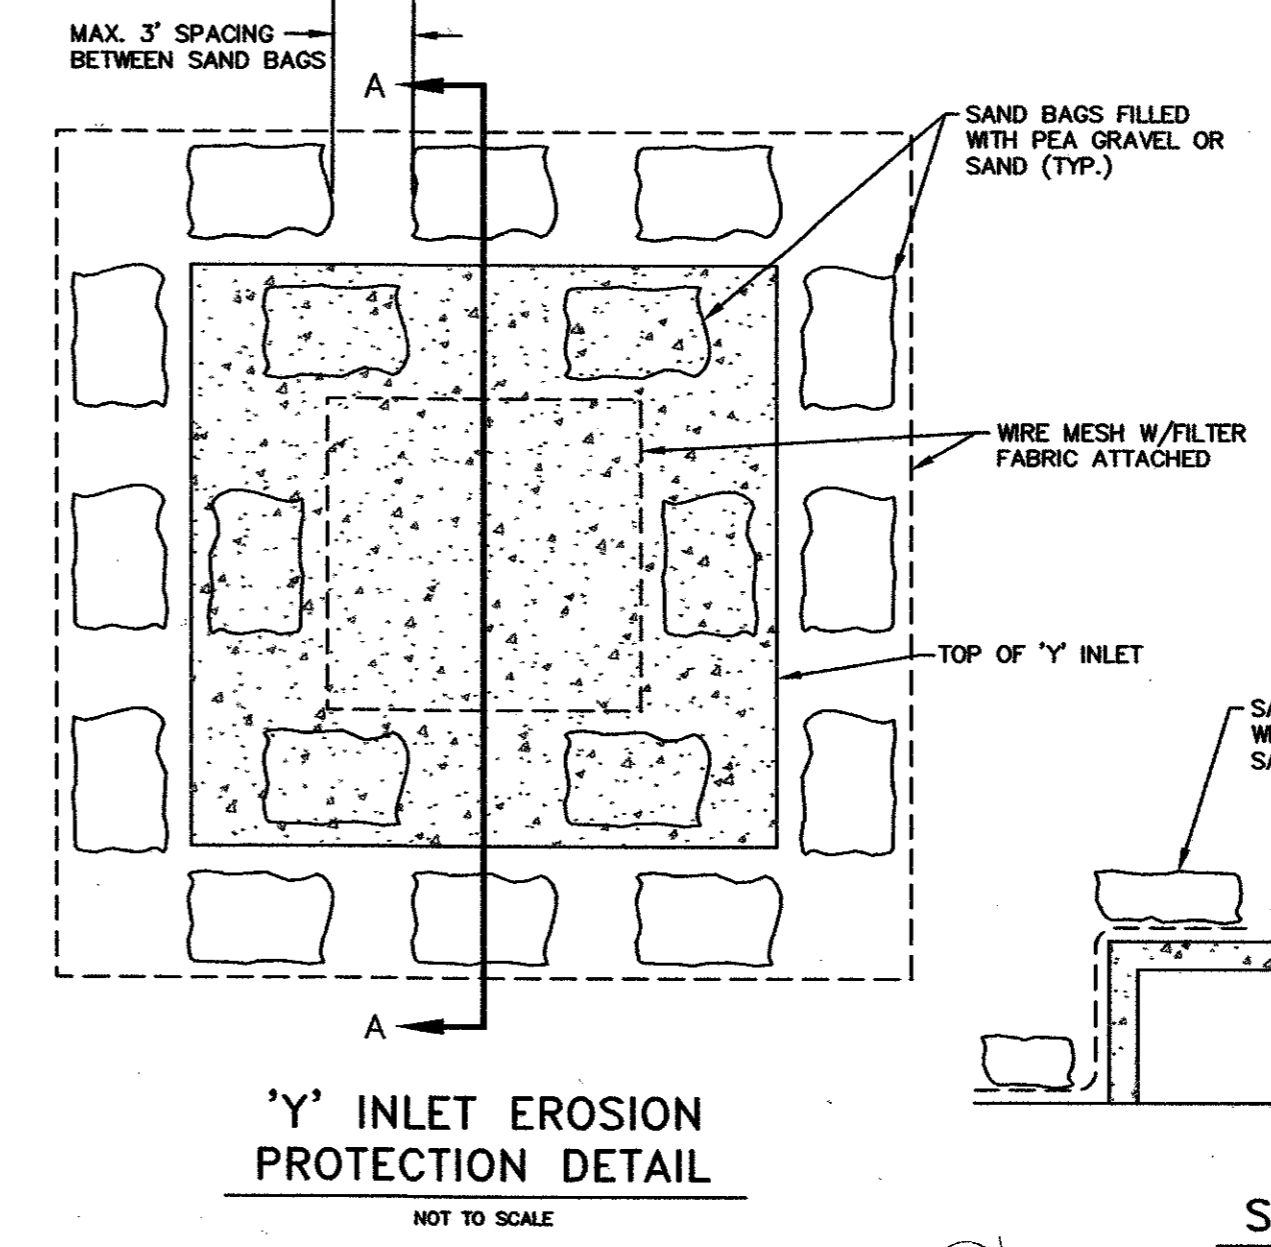 MAX. 3' SPACING
BETWEEN SAND BAGS
A
SAND BAGS FILLED
WITH PEA GRAVEL OR
SAND (TYP.)
WIRE MESH W/FILTER
FABRIC ATTACHED
TOP OF 'Y' INLET
A
'Y' INLET EROSION
PROTECTION DETAIL
NOT TO SCALE